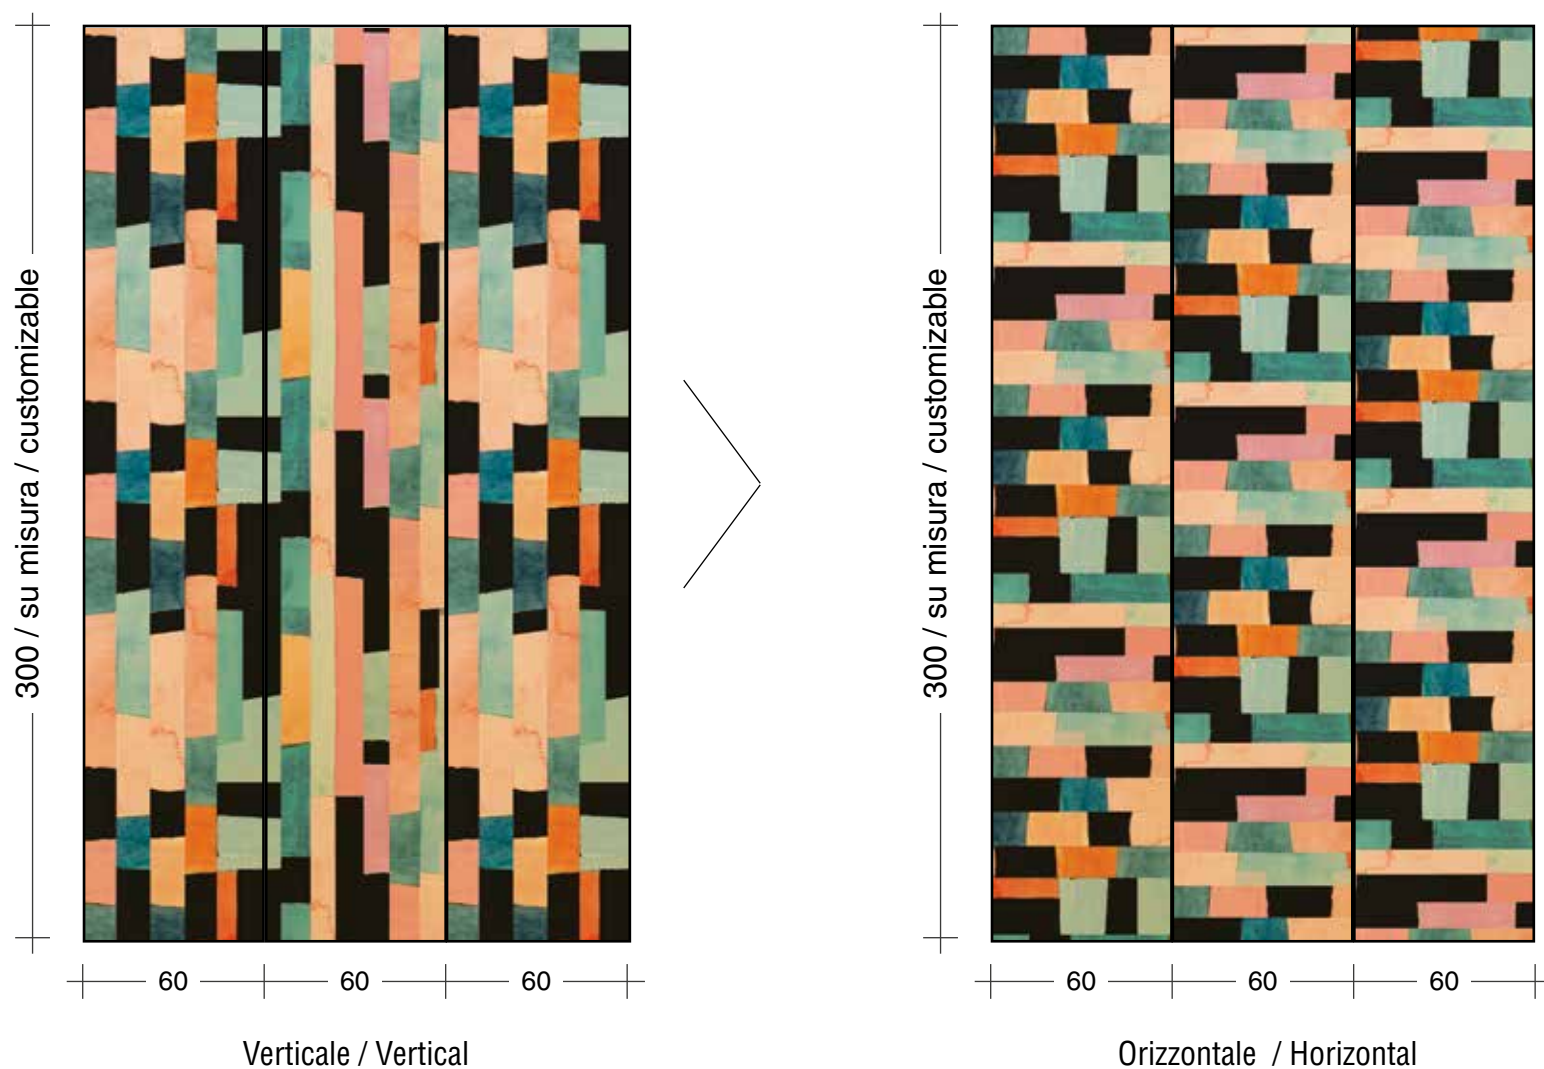 300 / su misura / customizable
60 60 60
Verticale / Vertical
300 / su misura / customizable
60 60 60
Orizzontale / Horizontal